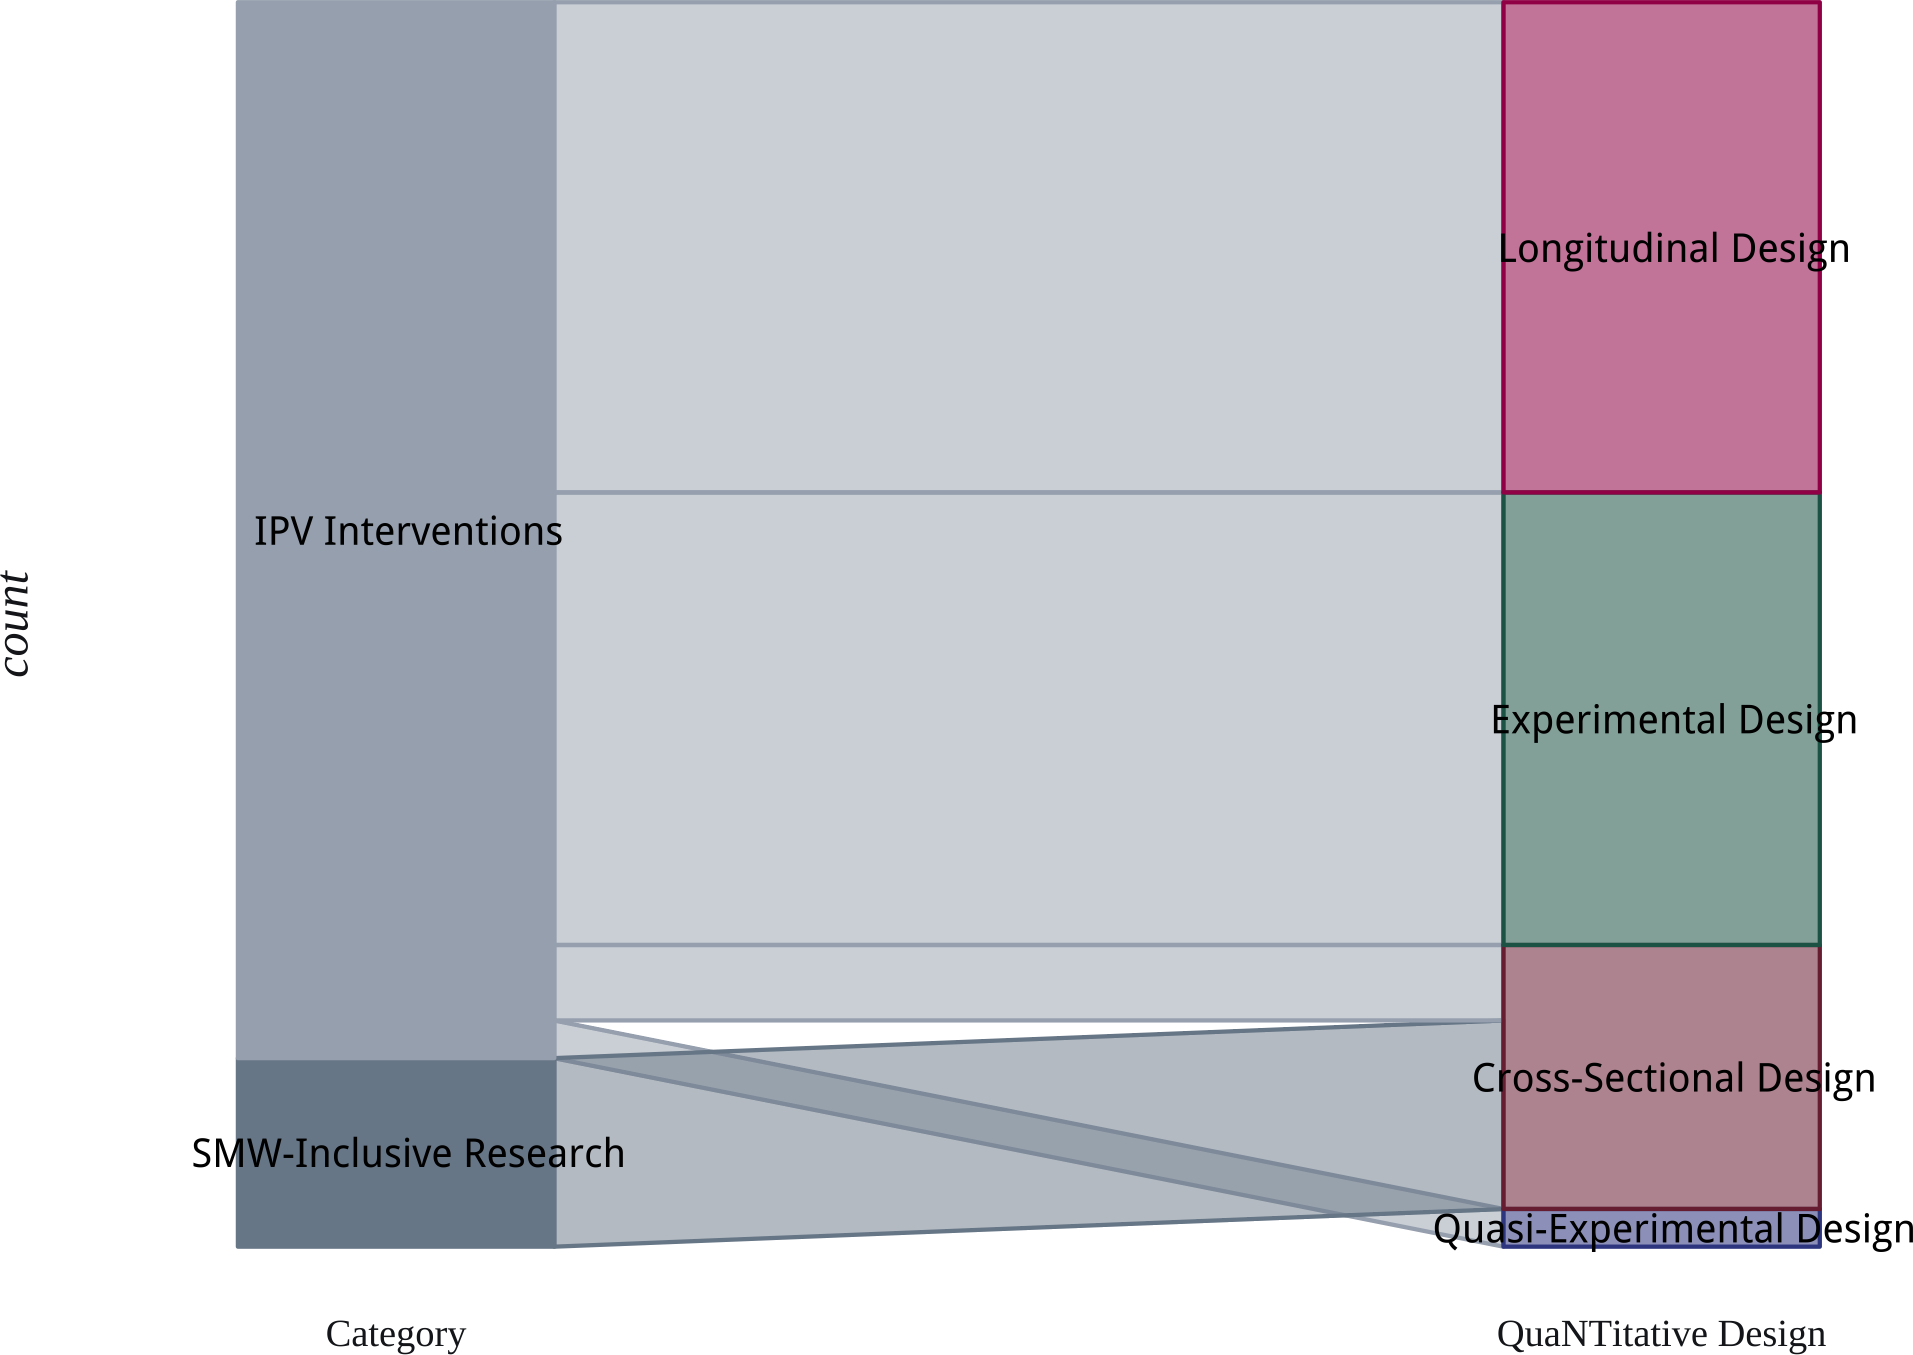 Longitudinal Design
IPV Interventions
count
Experimental Design
Cross-Sectional Design
SMW-Inclusive Research
Quasi-Experimental Design
Category
QuaNTitative Design